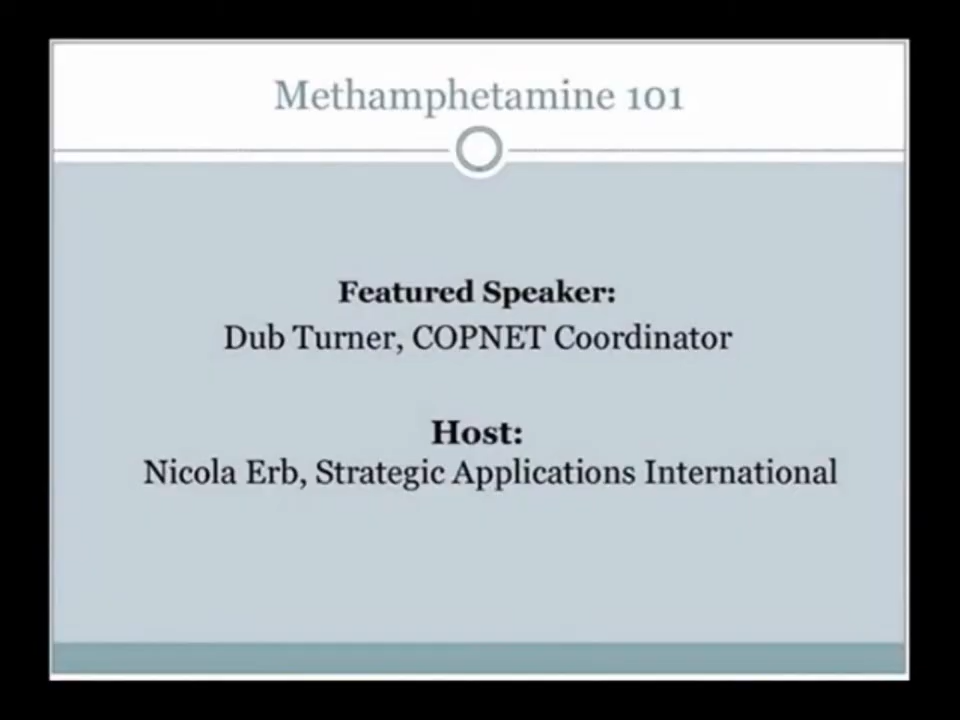 Methamphetamine 101
Featured Speaker:
Dub Turner, COPNET Coordinator
Host:
Nicola Erb, Strategic Applications International